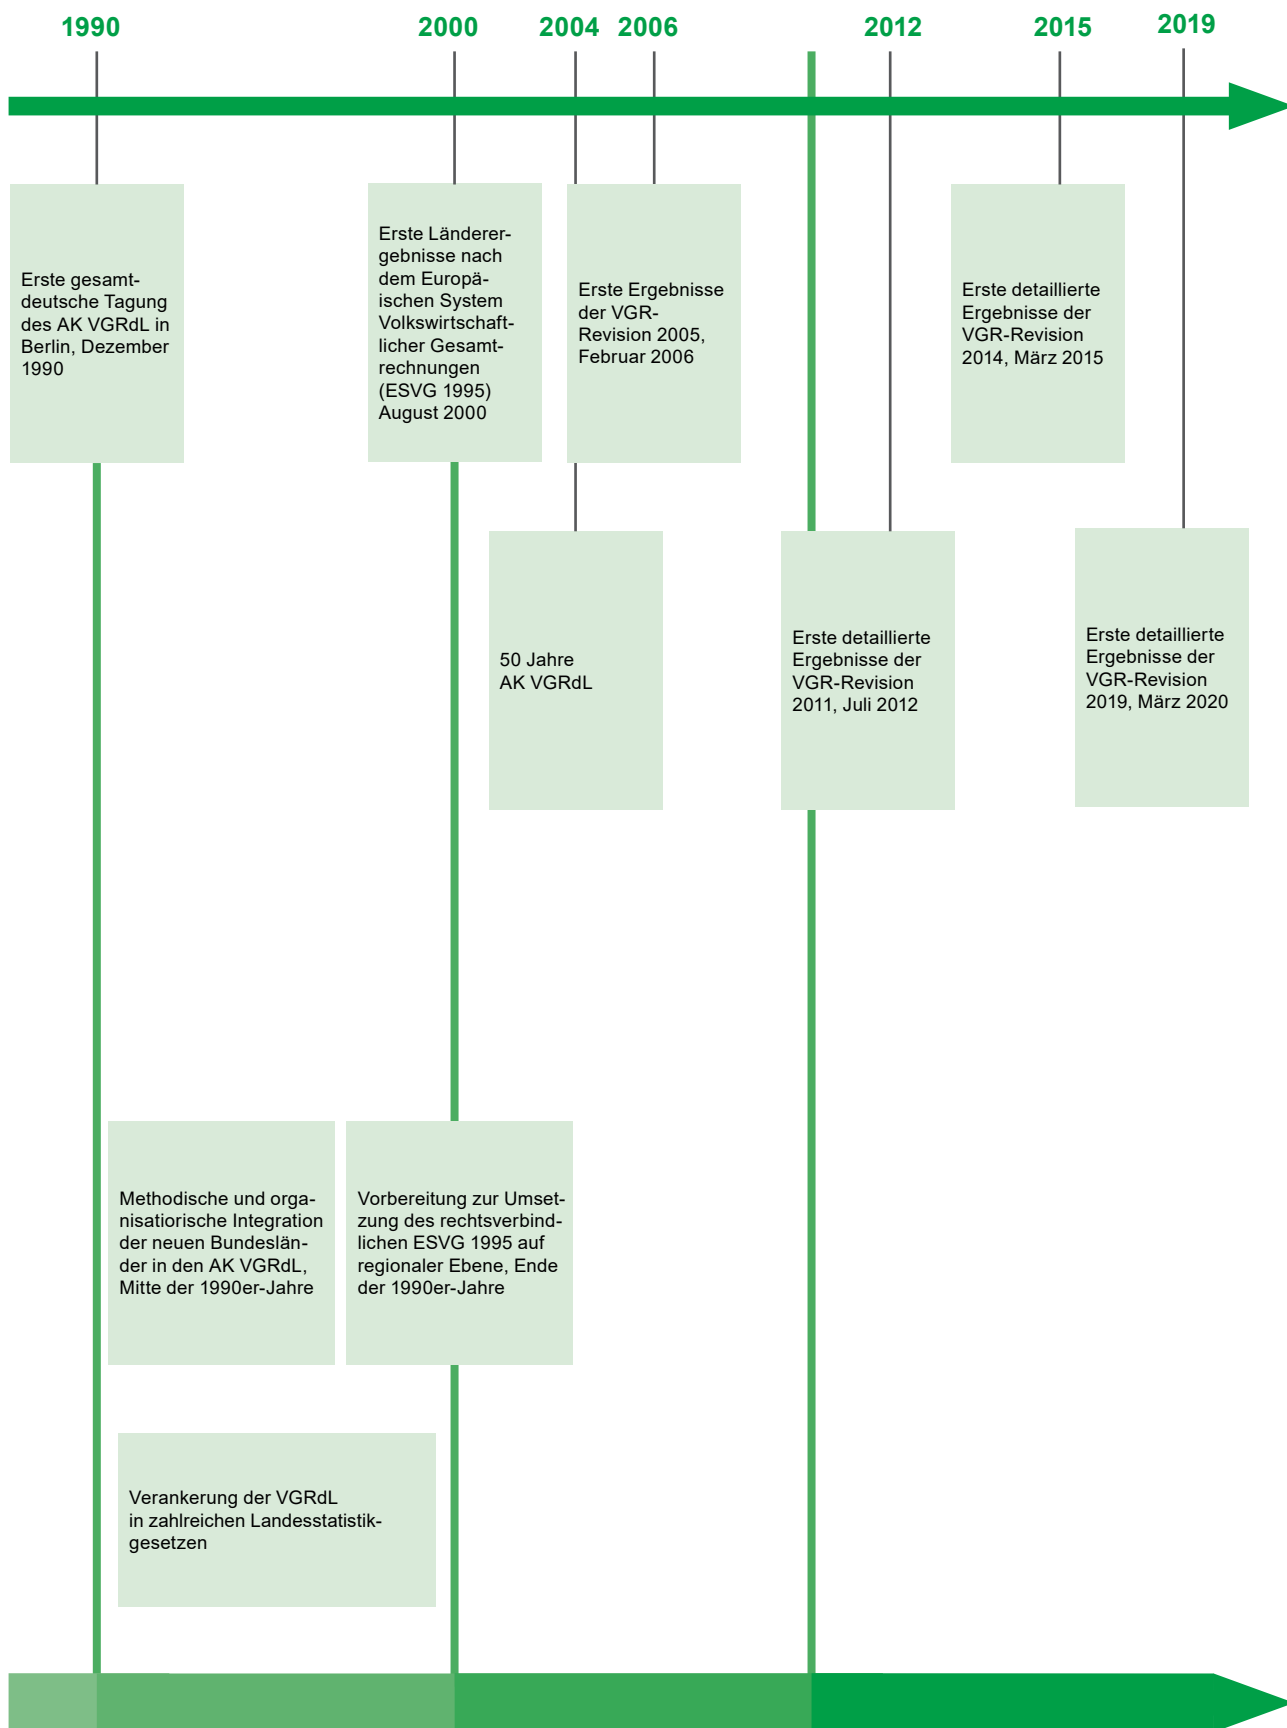 1990
2000
2004
2006
2012
2015
2019
Erste gesamt-
deutsche Tagung
des AK VGRdL in
Berlin, Dezember
1990
Erste Länderer-
gebnisse nach
dem Europä-
ischen System
Volkswirtschaft-
licher Gesamt-
rechnungen
(ESVG 1995)
August 2000
Erste Ergebnisse
der VGR-
Revision 2005,
Februar 2006
Erste detaillierte
Ergebnisse der
VGR-Revision
2014, März 2015
50 Jahre
AK VGRdL
Erste detaillierte
Ergebnisse der
VGR-Revision
2011, Juli 2012
Erste detaillierte
Ergebnisse der
VGR-Revision
2019, März 2020
Methodische und orga-
nisatiorische Integration
der neuen Bundeslän-
der in den AK VGRdL,
Mitte der 1990er-Jahre
Vorbereitung zur Umset-
zung des rechtsverbind-
lichen ESVG 1995 auf
regionaler Ebene, Ende
der 1990er-Jahre
Verankerung der VGRdL
in zahlreichen Landesstatistik-
gesetzen